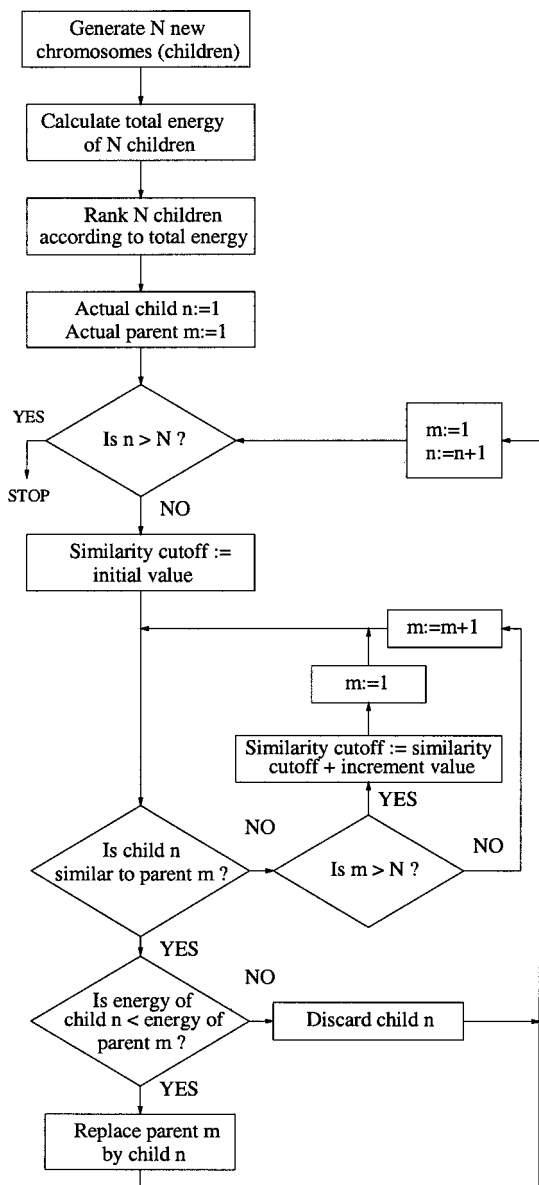 Generate N new
chromosomes (children)
Calculate total energy
of N children
Rank N children
according to total energy
Actual child n:=1
Actual parent m:=1
YES
Is n > N ?
m:=1
n:=n+1
STOP
NO
Similarity cutoff :=
initial value
m:=m+1
m:=1
Similarity cutoff := similarity
cutoff + increment value
YES
NO
Is child n
similar to parent m ?
Is m > N ?
NO
YES
NO
Is energy of
child n < energy of
parent m ?
Discard child n
YES
Replace parent m
by child n